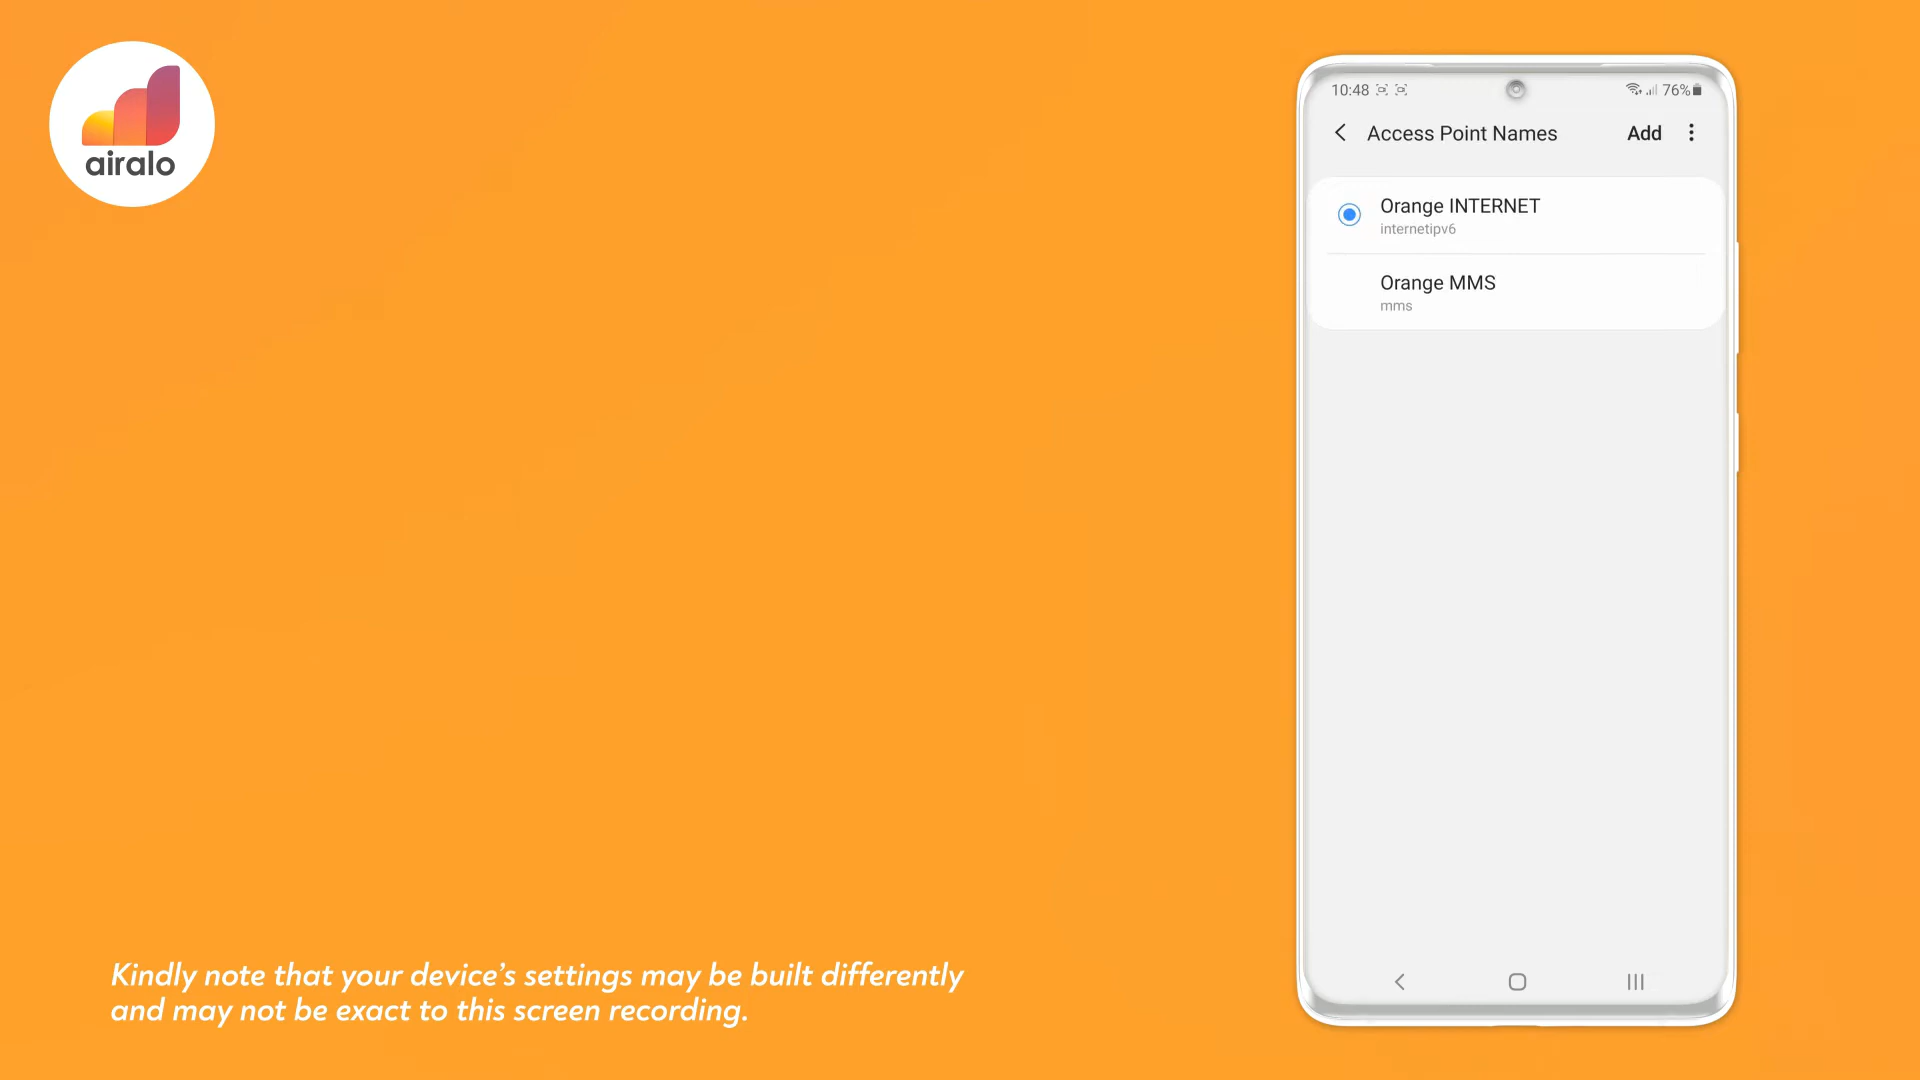 airalo
10:48 76%
Access Point Names Add
Orange INTERNET
internetipv6
Orange MMS
mms
Kindly note that your device's settings may be built differently
and may not be exact to this screen recording.